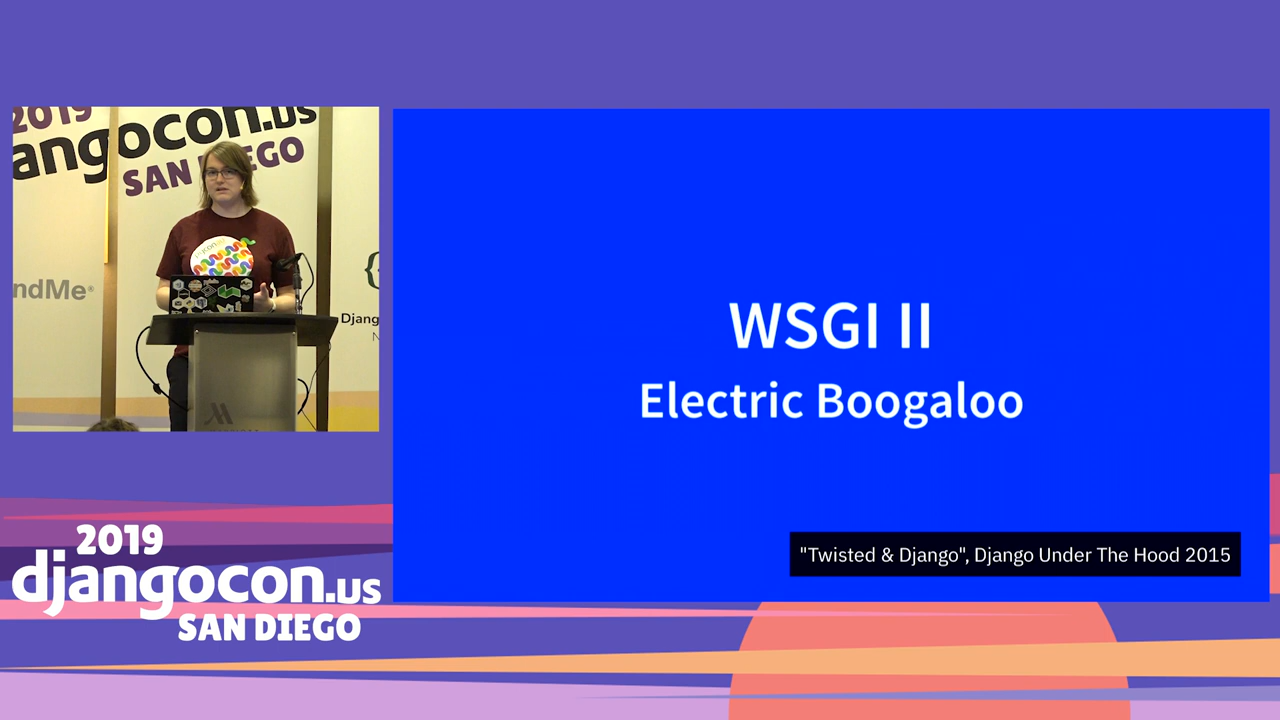 2019
angocon.us
SAN DIEGO
ndMe®
Djang
N
WSGI II
Electric Boogaloo
"Twisted & Django", Django Under The Hood 2015
2019
djangocon.us
SAN DIEGO